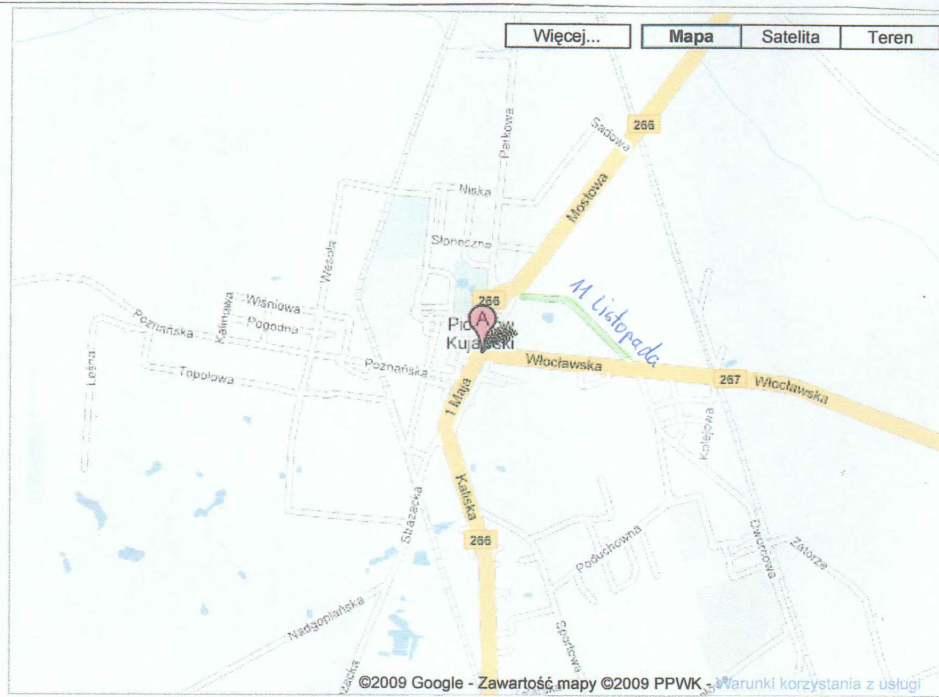 Więcej...
Mapa
Satelita
Teren
266
Sadowa
Parkowa
Mostowa
Niska
Słoneczna
Wesoła
266
11 Listopada
A
Kujawski
Wiśniowa
Kalinowa
Pogodna
Poznańska
Leśna
Topolowa
Poznańska
Włocławska
267
Włocławska
1 Maja
Kolejowa
Kaliska
Strażacka
266
Poduchowna
Dworcowa
Zatorze
Nadgoplańska
Sportowa
©2009 Google - Zawartość mapy ©2009 PPWK - Warunki korzystania z usługi